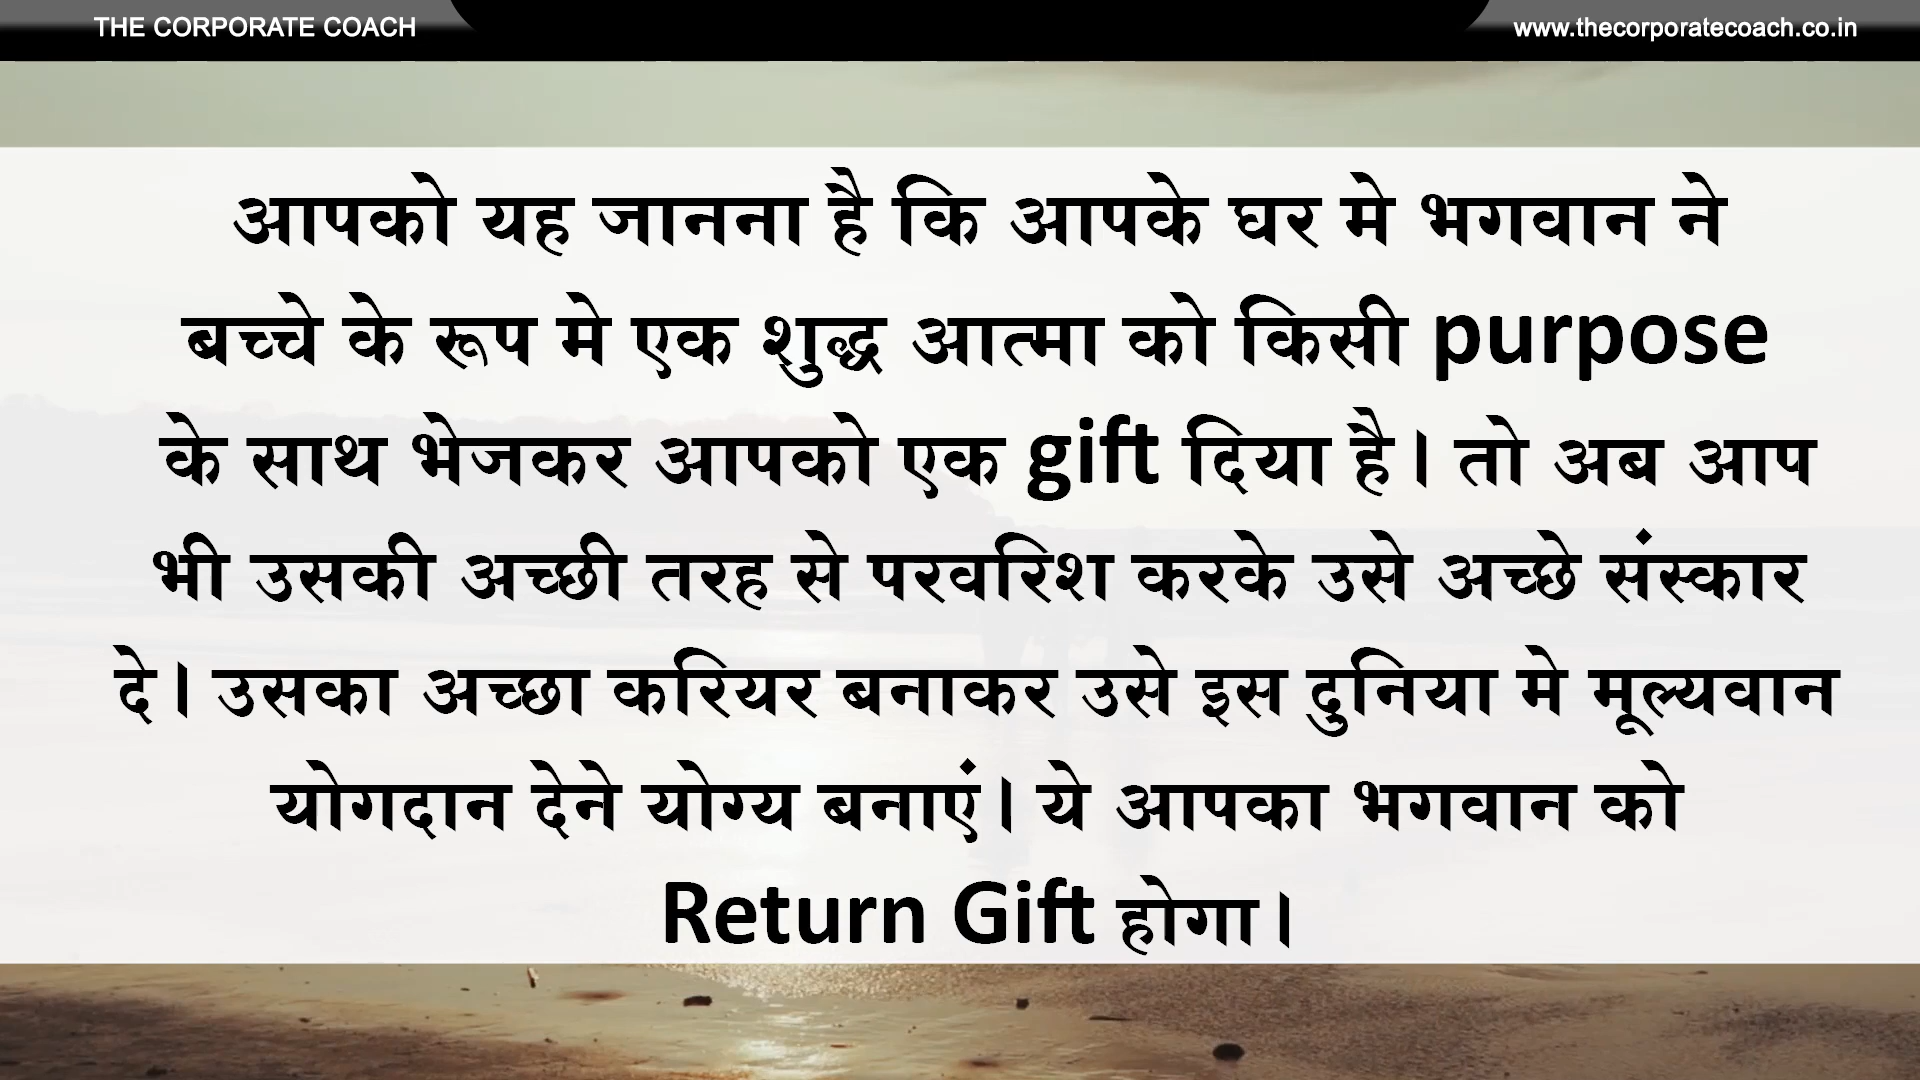 THE CORPORATE COACH
www.thecorporatecoach.co.in
आपको यह जानना है कि आपके घर मे भगवान ने
बच्चे के रूप मे एक शुद्ध आत्मा को किसी purpose
के साथ भेजकर आपको एक gift दिया है। तो अब आप
भी उसकी अच्छी तरह से परवरिश करके उसे अच्छे संस्कार
दे। उसका अच्छा करियर बनाकर उसे इस दुनिया मे मूल्यवान
योगदान देने योग्य बनाएं। ये आपका भगवान को
Return Gift होगा।